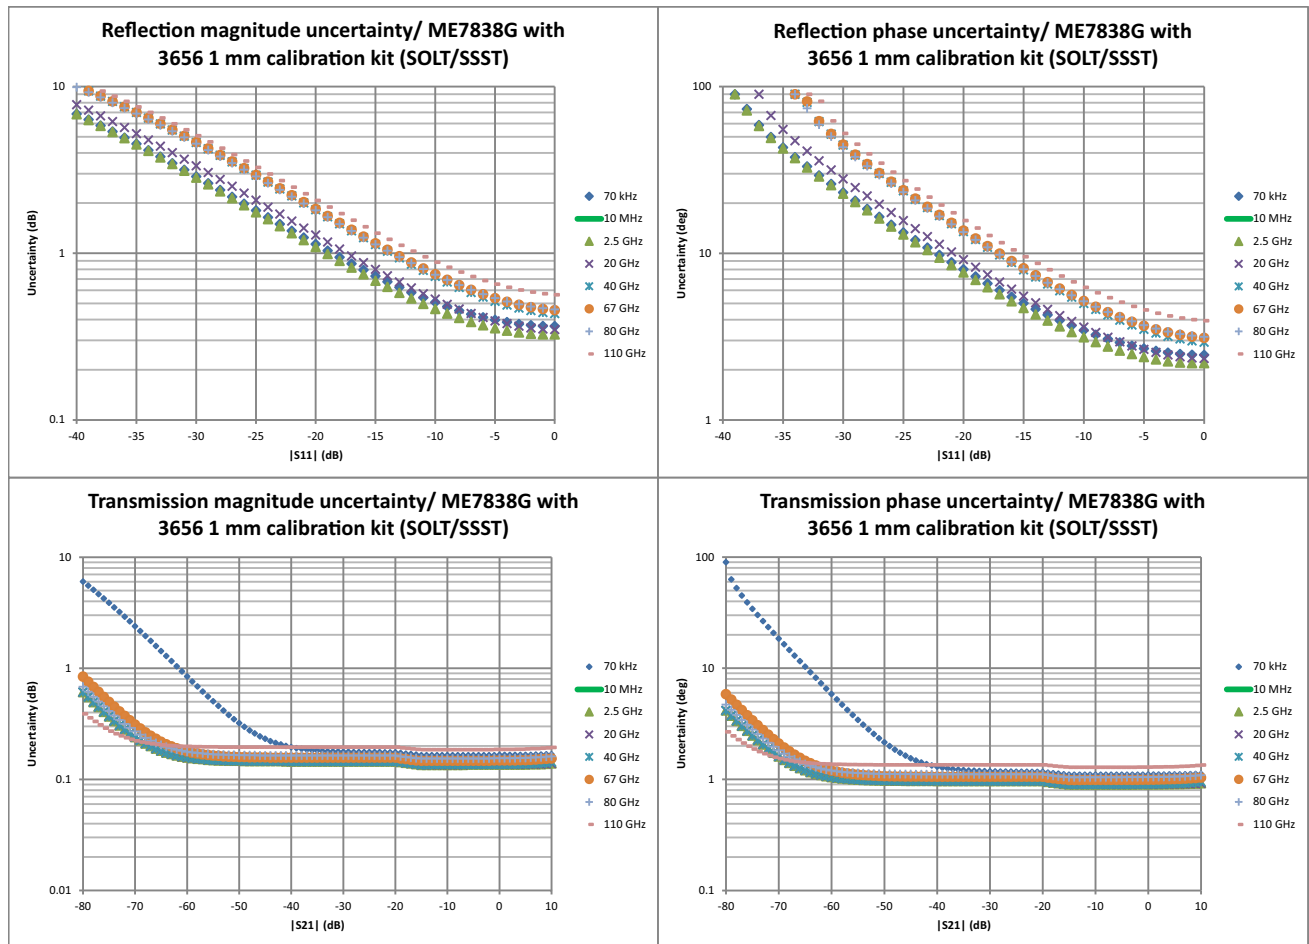 Reflection magnitude uncertainty/ ME7838G with
3656 1 mm calibration kit (SOLT/SSST)
Uncertainty (dB)
10
1
0.1
-40 -35 -30 -25 -20 -15 -10 -5 0
|S11| (dB)
70 kHz
10 MHz
2.5 GHz
20 GHz
40 GHz
67 GHz
80 GHz
110 GHz
Reflection phase uncertainty/ ME7838G with
3656 1 mm calibration kit (SOLT/SSST)
Uncertainty (deg)
100
10
1
-40 -35 -30 -25 -20 -15 -10 -5 0
|S11| (dB)
70 kHz
10 MHz
2.5 GHz
20 GHz
40 GHz
67 GHz
80 GHz
110 GHz
Transmission magnitude uncertainty/ ME7838G with
3656 1 mm calibration kit (SOLT/SSST)
Uncertainty (dB)
10
1
0.1
0.01
-80 -70 -60 -50 -40 -30 -20 -10 0 10
|S21| (dB)
70 kHz
10 MHz
2.5 GHz
20 GHz
40 GHz
67 GHz
80 GHz
110 GHz
Transmission phase uncertainty/ ME7838G with
3656 1 mm calibration kit (SOLT/SSST)
Uncertainty (deg)
100
10
1
0.1
-80 -70 -60 -50 -40 -30 -20 -10 0 10
|S21| (dB)
70 kHz
10 MHz
2.5 GHz
20 GHz
40 GHz
67 GHz
80 GHz
110 GHz